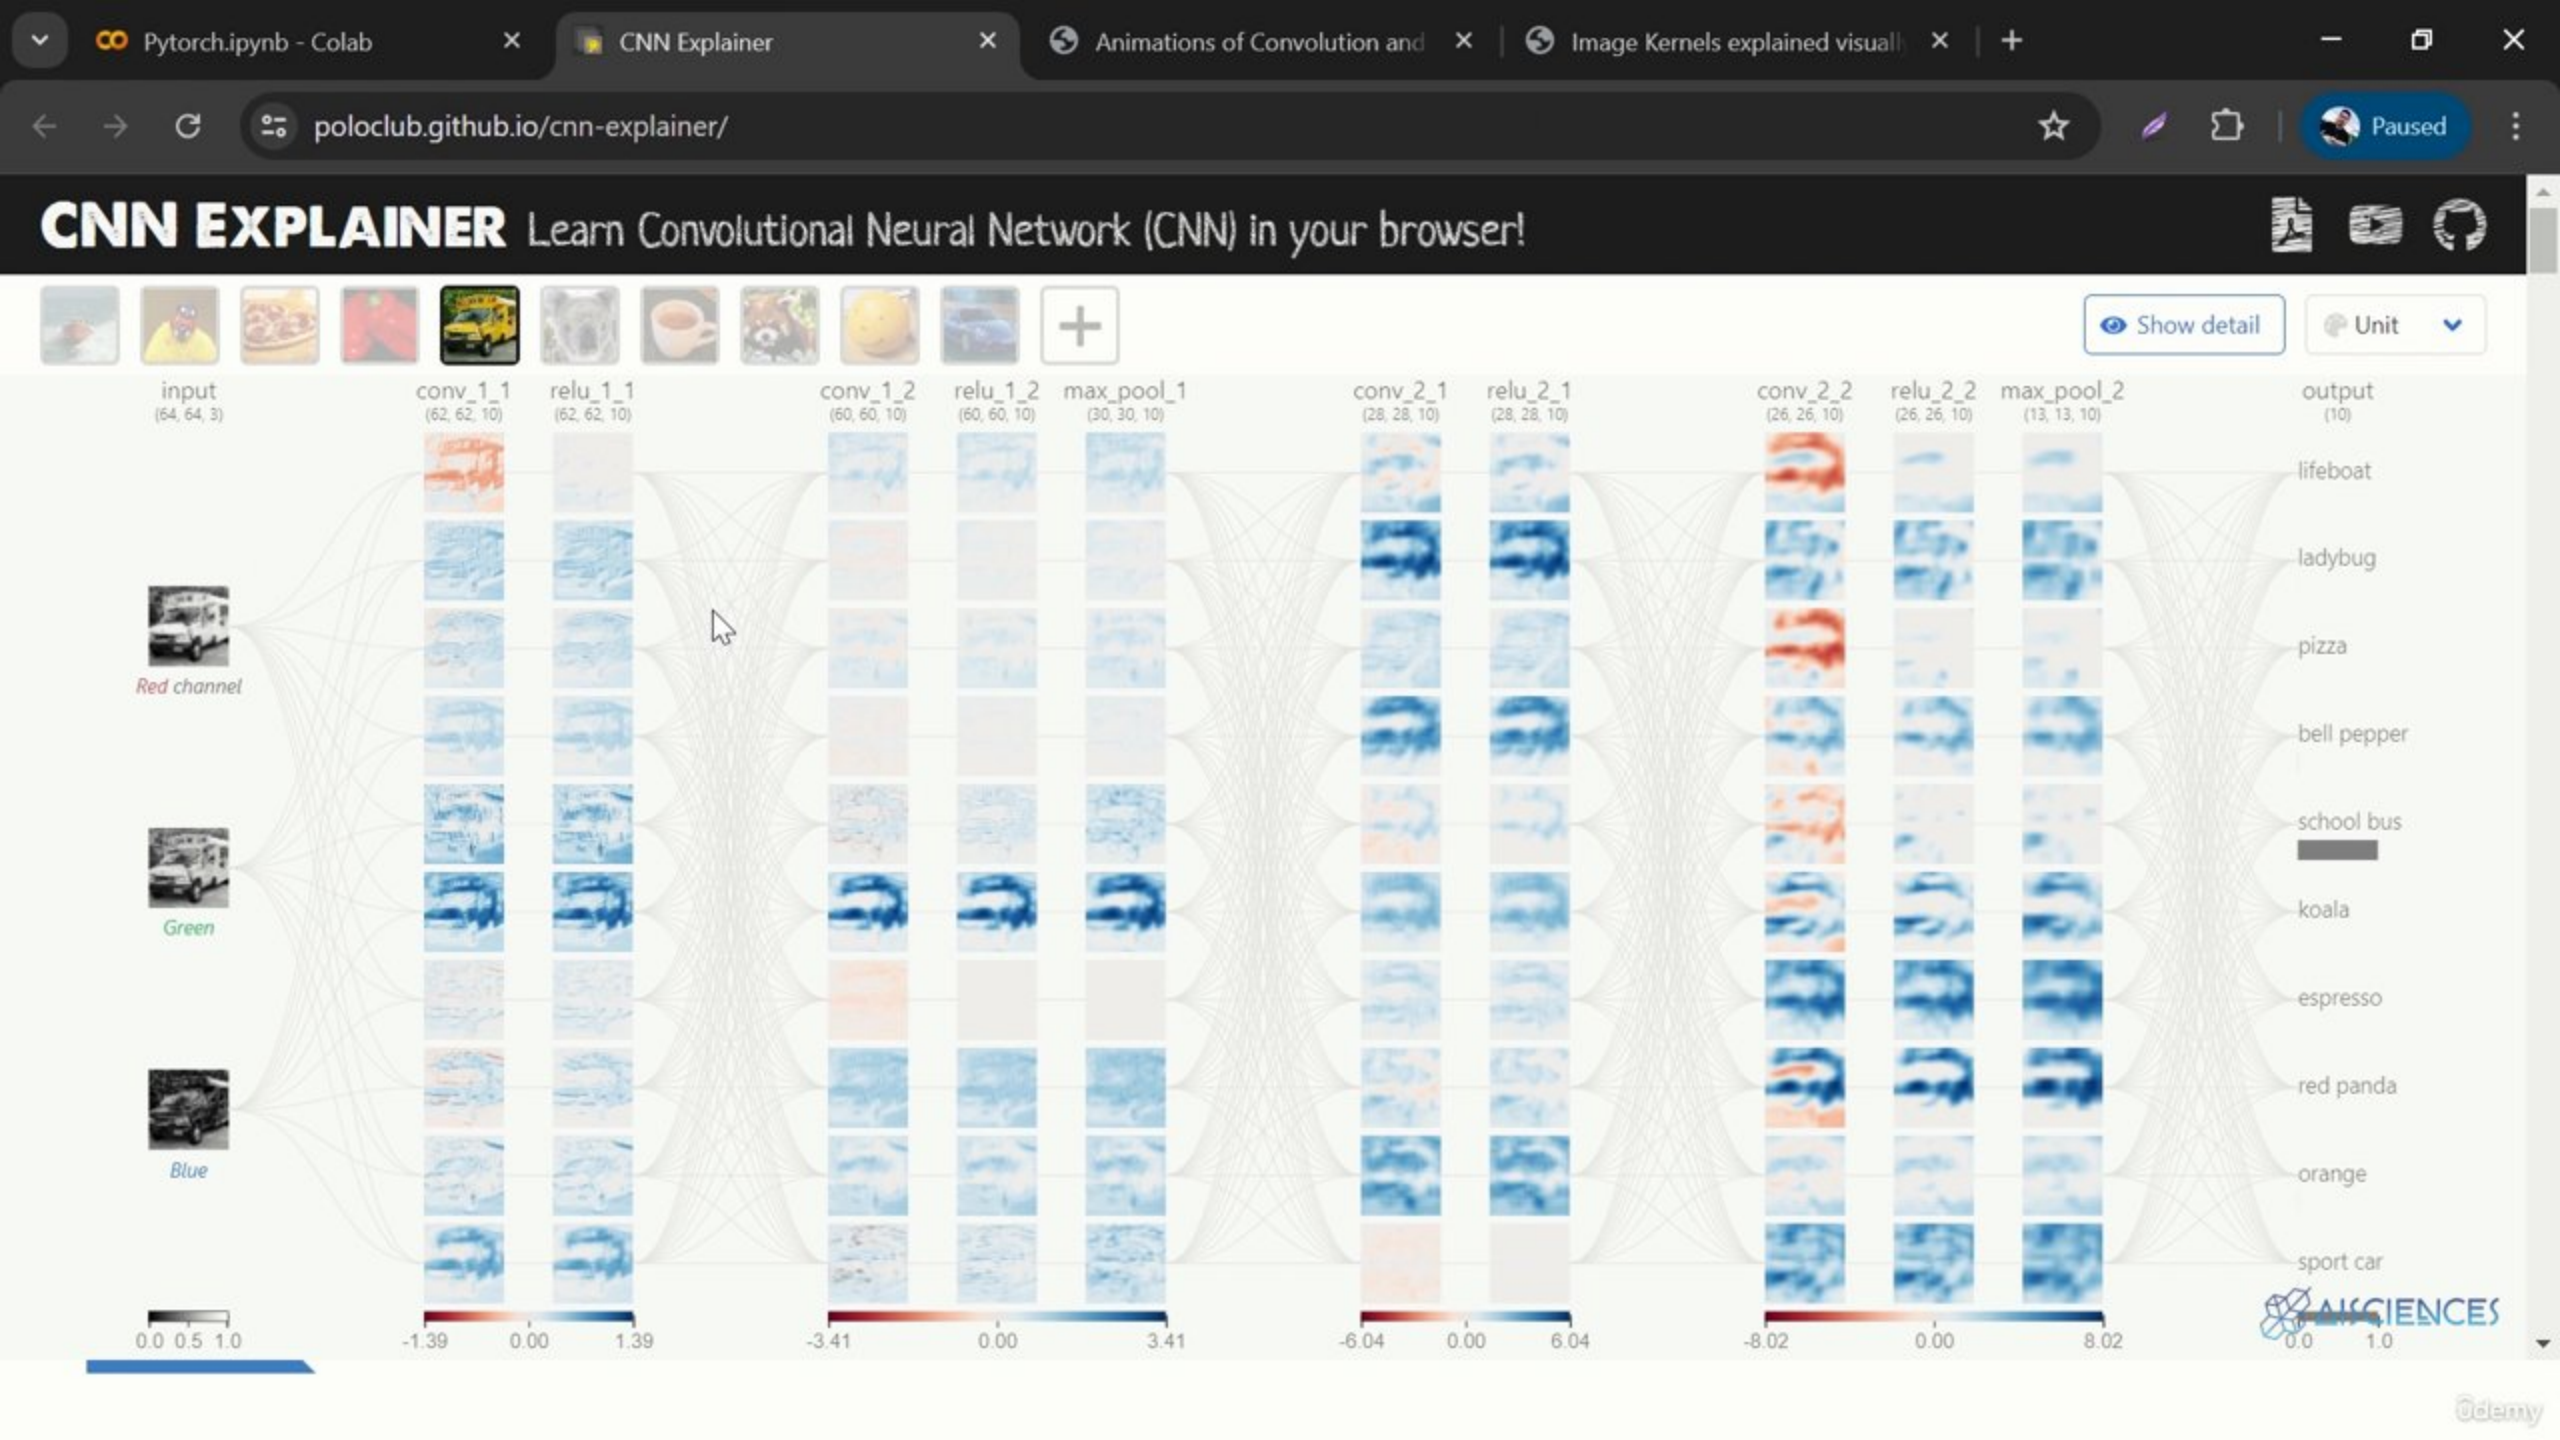 Pytorch.ipynb - Colab
CNN Explainer
Animations of Convolution and
Image Kernels explained visuall
poloclub.github.io/cnn-explainer/
Paused
CNN EXPLAINER Learn Convolutional Neural Network (CNN) in your browser!
Show detail
Unit
input conv_1_1 relu_1_1 conv_1_2 relu_1_2 max_pool_1 conv_2_1 relu_2_1 conv_2_2 relu_2_2 max_pool_2 output
(64, 64, 3) (62, 62, 10) (62, 62, 10) (60, 60, 10) (60, 60, 10) (30, 30, 10) (28, 28, 10) (28, 28, 10) (26, 26, 10) (26, 26, 10) (13, 13, 10) (10)
lifeboat
ladybug
pizza
Red channel
bell pepper
school bus
koala
Green
espresso
red panda
Blue
orange
sport car
AISCIENCES
0.0 0.5 1.0 -1.39 0.00 1.39 -3.41 0.00 3.41 -6.04 0.00 6.04 -8.02 0.00 8.02 0.0 1.0
ûdemy